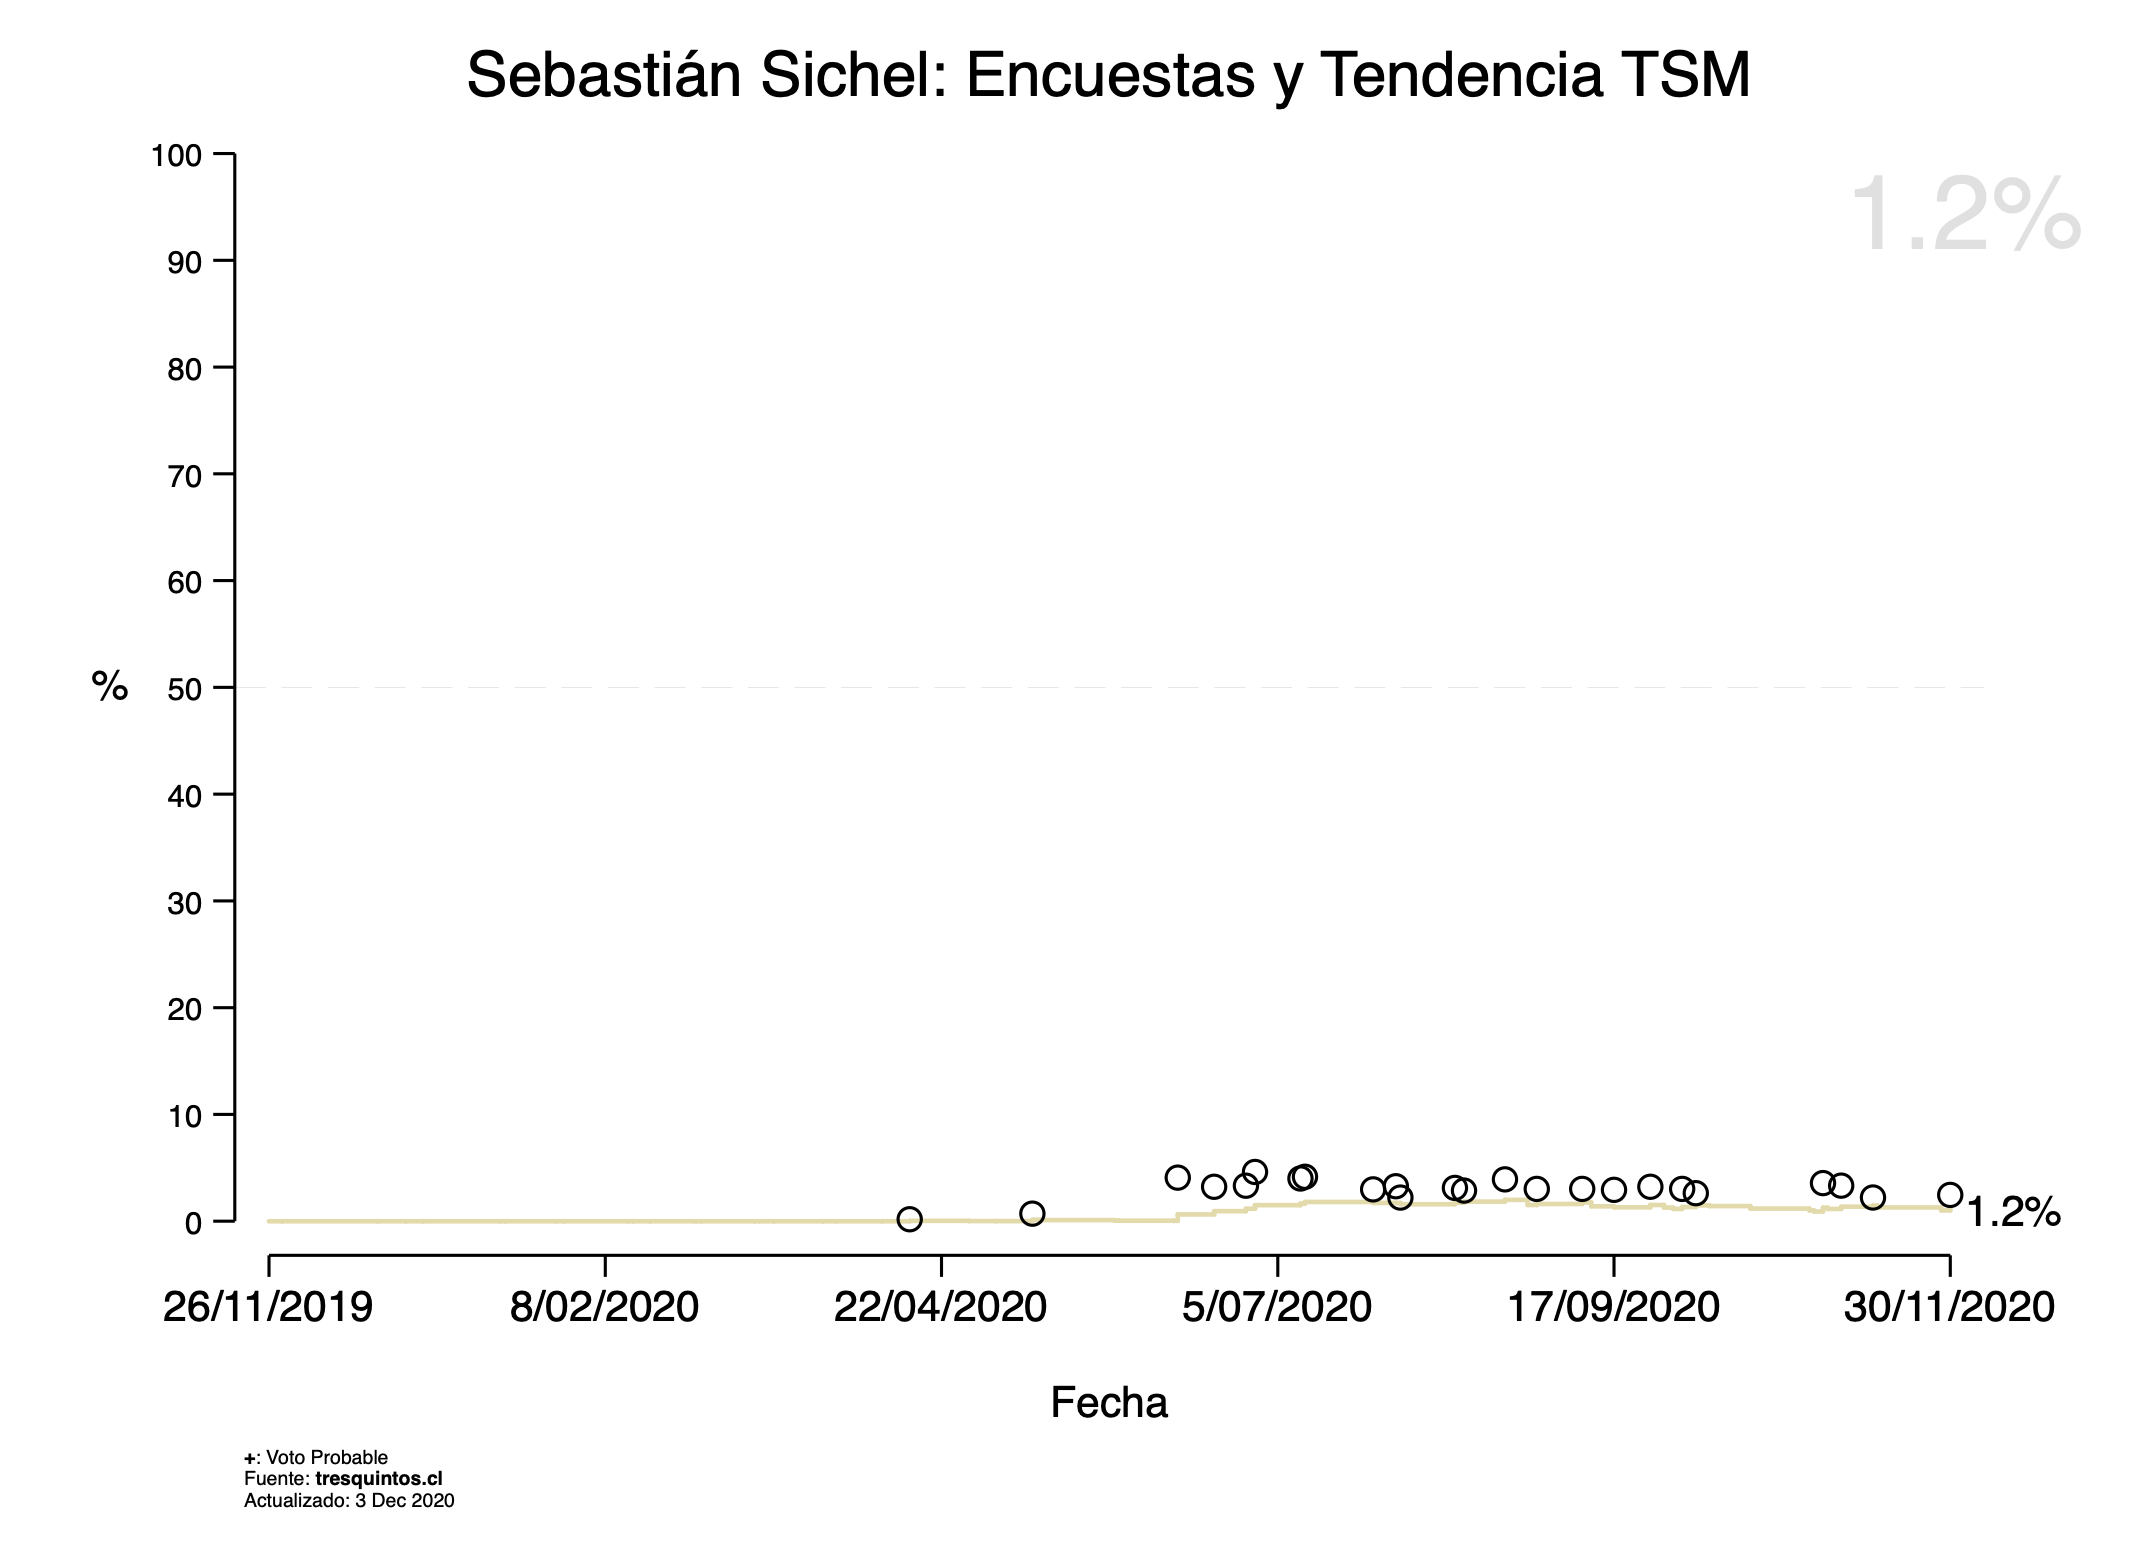 Sebastián Sichel: Encuestas y Tendencia TSM
1.2%
100
90
80
70
60
50
40
30
20
10
0
%
1.2%
26/11/2019 8/02/2020 22/04/2020 5/07/2020 17/09/2020 30/11/2020
Fecha
+: Voto Probable
Fuente: tresquintos.cl
Actualizado: 3 Dec 2020